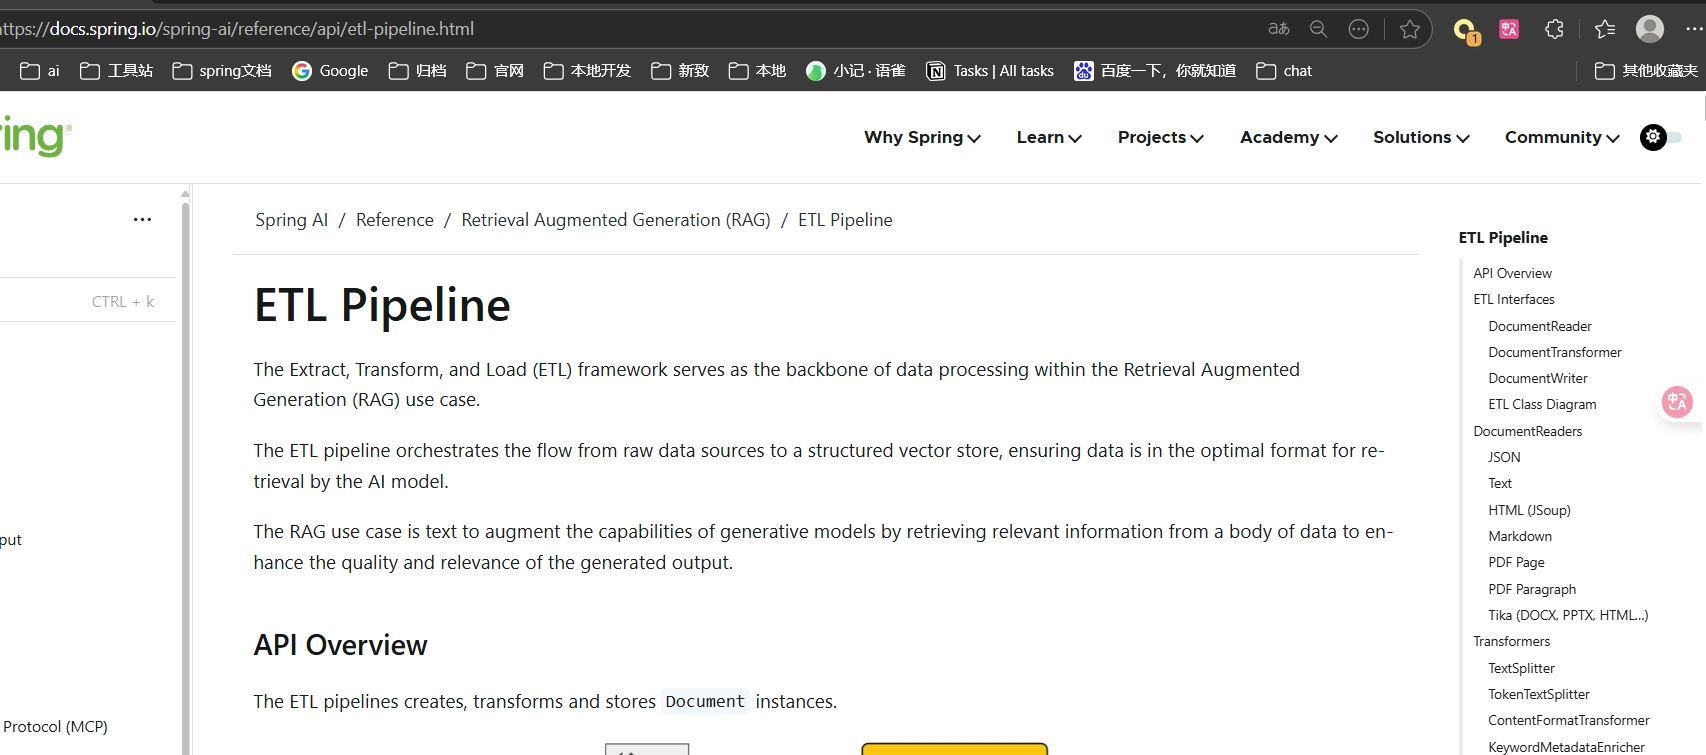 ttps://docs.spring.io/spring-ai/reference/api/etl-pipeline.html
aあ
1
ai 工具站 spring文档 Google 归档 官网 本地开发 新致 本地 小记 · 语雀 Tasks | All tasks 百度一下，你就知道 chat 其他收藏夹
ing
Why Spring Learn Projects Academy Solutions Community
Spring AI / Reference / Retrieval Augmented Generation (RAG) / ETL Pipeline
CTRL + k
put
Protocol (MCP)
ETL Pipeline
The Extract, Transform, and Load (ETL) framework serves as the backbone of data processing within the Retrieval Augmented
Generation (RAG) use case.
The ETL pipeline orchestrates the flow from raw data sources to a structured vector store, ensuring data is in the optimal format for re-
trieval by the AI model.
The RAG use case is text to augment the capabilities of generative models by retrieving relevant information from a body of data to en-
hance the quality and relevance of the generated output.
API Overview
The ETL pipelines creates, transforms and stores Document instances.
ETL Pipeline
API Overview
ETL Interfaces
DocumentReader
DocumentTransformer
DocumentWriter
ETL Class Diagram
DocumentReaders
JSON
Text
HTML (JSoup)
Markdown
PDF Page
PDF Paragraph
Tika (DOCX, PPTX, HTML...)
Transformers
TextSplitter
TokenTextSplitter
ContentFormatTransformer
KeywordMetadataEnricher